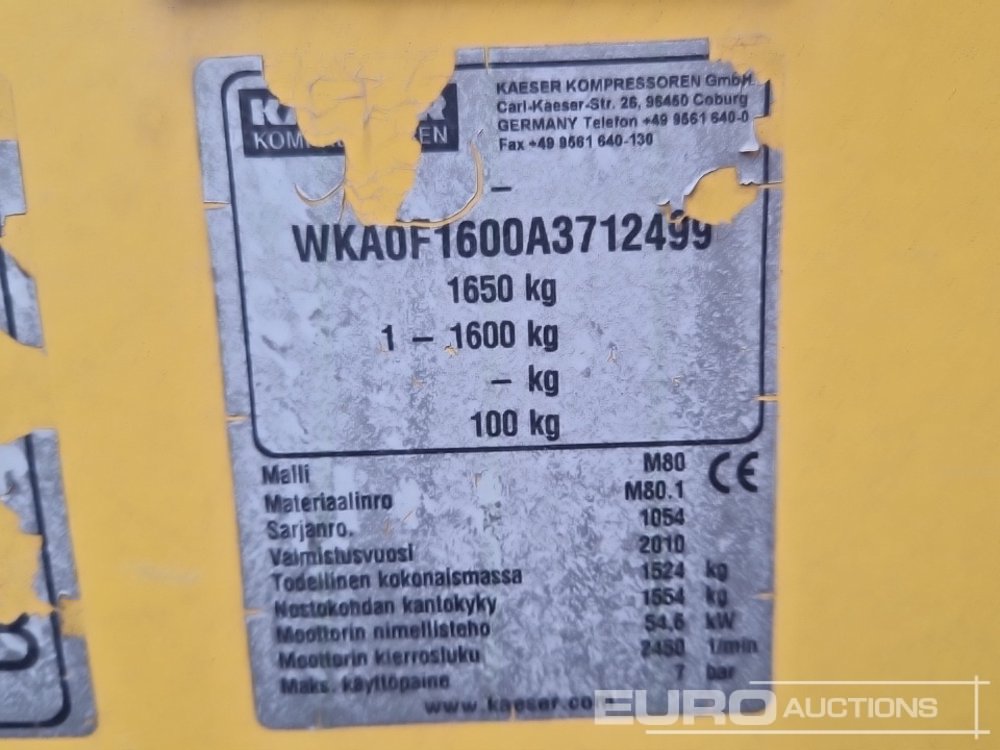 KAESER KOMPRESSOREN GmbH
Carl-Kaeser-Str. 26, 96450 Coburg
GERMANY Telefon +49 9561 640-0
Fax +49 9561 640-130
–
WKA0F1600A3712499
1650 kg
1 – 1600 kg
– kg
100 kg
CE
Malli M80
Materiaalinro M80.1
Sarjanro. 1054
Valmistusvuosi 2010
Todellinen kokonaismassa 1524 kg
Nostokohdan kantokyky 1554 kg
Moottorin nimellisteho 54,6 kW
Moottorin kierrosluku 2450 1/min
Maks. käyttöpaine 7 bar
www.kaeser.com
EURO AUCTIONS